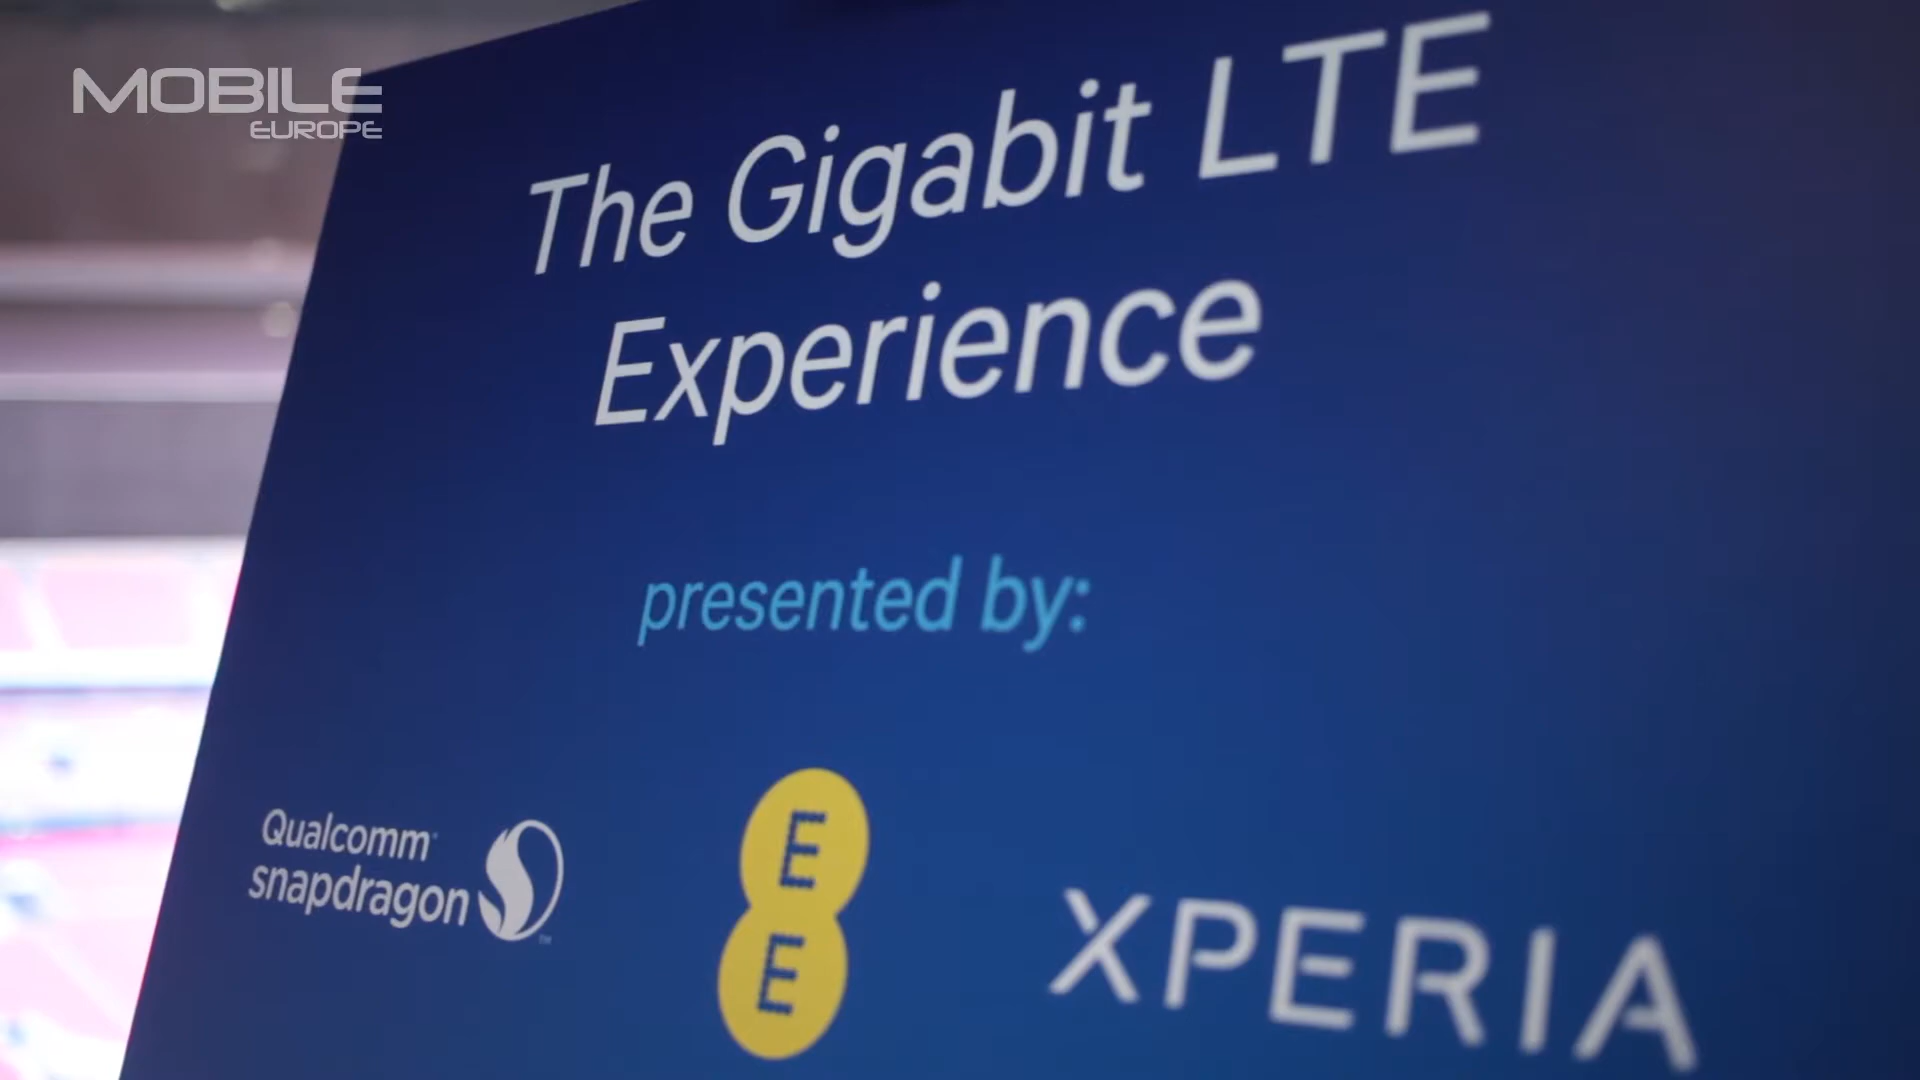 MOBILE
EUROPE
The Gigabit LTE
Experience
presented by:
Qualcomm
snapdragon
E
E
XPERIA